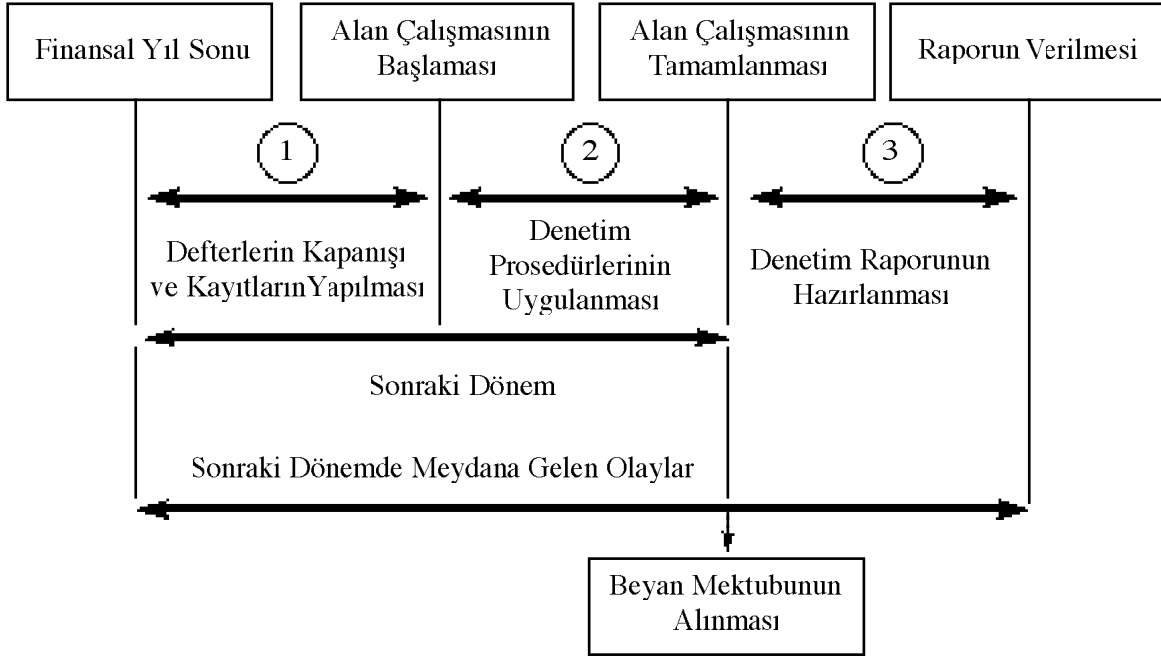 Finansal Yıl Sonu
Alan Çalışmasının
Başlaması
Alan Çalışmasının
Tamamlanması
Raporun Verilmesi
1
2
3
Defterlerin Kapanışı
ve KayıtlarınYapılması
Denetim
Prosedürlerinin
Uygulanması
Denetim Raporunun
Hazırlanması
Sonraki Dönem
Sonraki Dönemde Meydana Gelen Olaylar
Beyan Mektubunun
Alınması